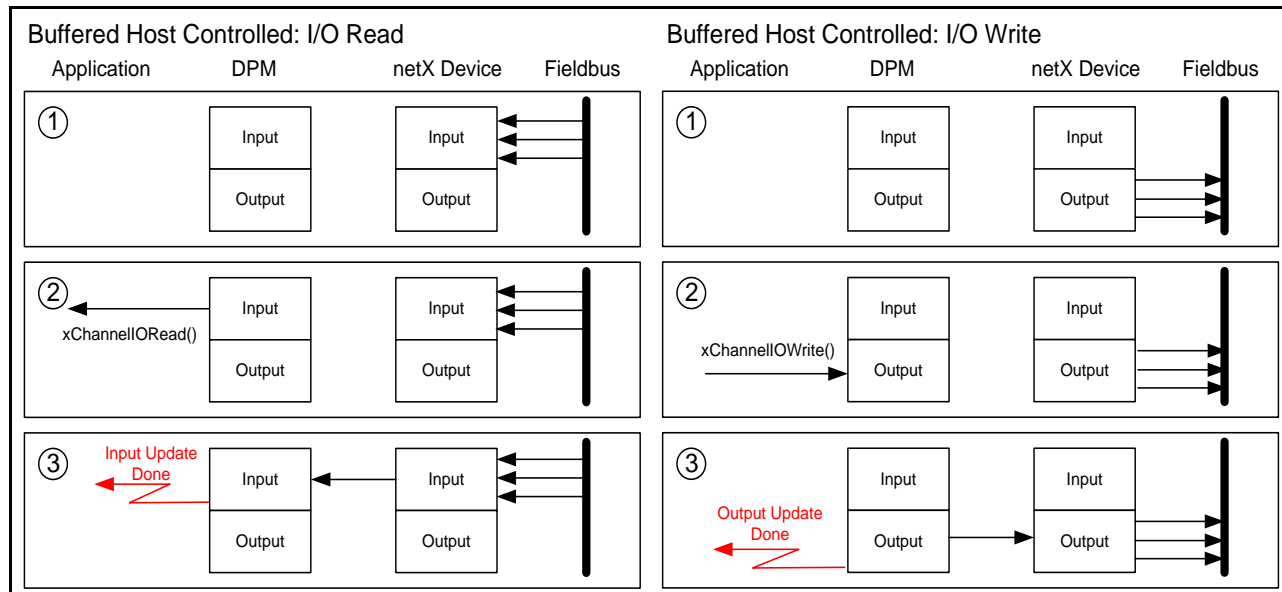 Buffered Host Controlled: I/O Read
Application DPM netX Device Fieldbus
1
Input Input
Output Output
2
Input Input
xChannelIORead()
Output Output
3
Input Update
Done
Input Input
Output Output
Buffered Host Controlled: I/O Write
Application DPM netX Device Fieldbus
1
Input Input
Output Output
2
Input Input
xChannelIOWrite()
Output Output
3
Input Input
Output Update
Done
Output Output